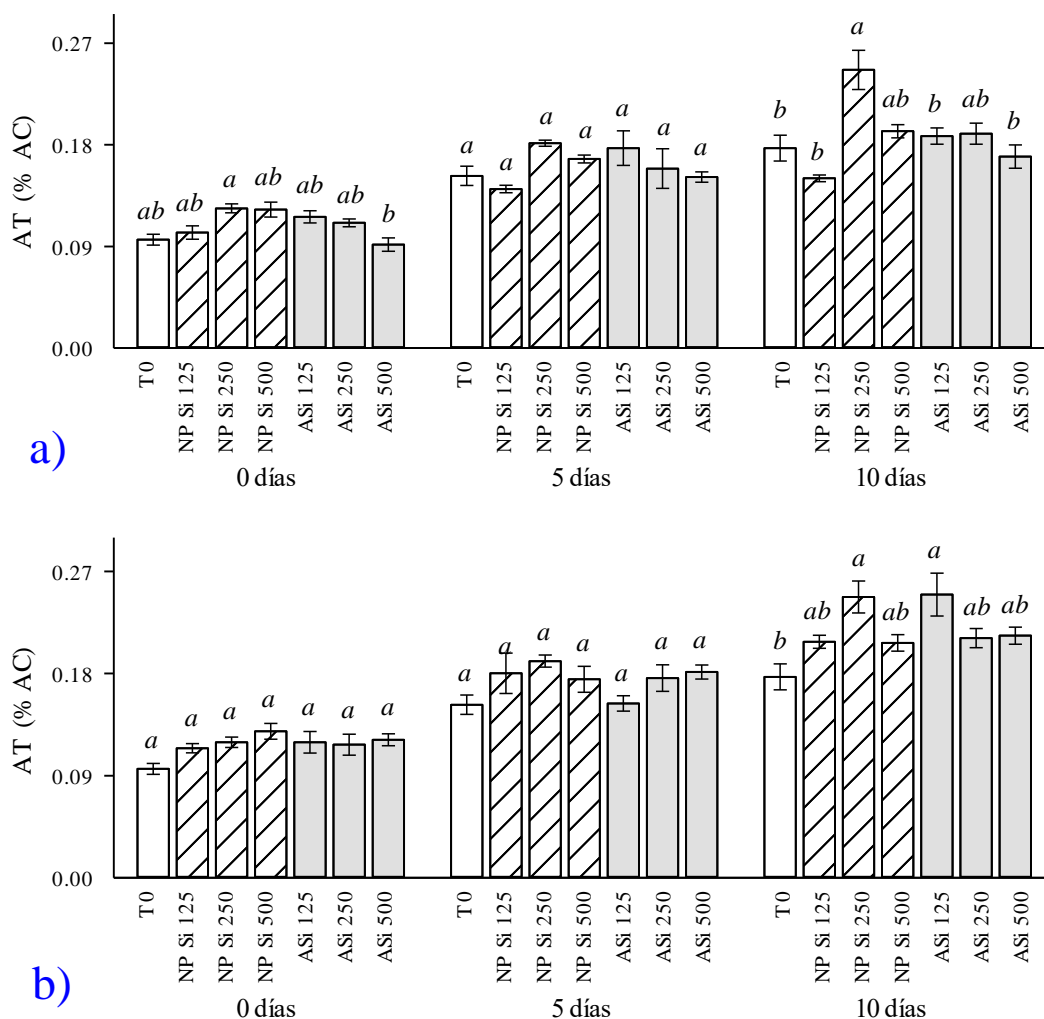 0.27
0.18
0.09
0.00
AT (% AC)
ab ab a ab ab ab b
a a a a a a a
b b a ab b ab b
T0 NP Si 125 NP Si 250 NP Si 500 ASi 125 ASi 250 ASi 500
T0 NP Si 125 NP Si 250 NP Si 500 ASi 125 ASi 250 ASi 500
T0 NP Si 125 NP Si 250 NP Si 500 ASi 125 ASi 250 ASi 500
a)
0 días 5 días 10 días
0.27
0.18
0.09
0.00
AT (% AC)
a a a a a a a
a a a a a a a
b ab a ab a ab ab
T0 NP Si 125 NP Si 250 NP Si 500 ASi 125 ASi 250 ASi 500
T0 NP Si 125 NP Si 250 NP Si 500 ASi 125 ASi 250 ASi 500
T0 NP Si 125 NP Si 250 NP Si 500 ASi 125 ASi 250 ASi 500
b)
0 días 5 días 10 días